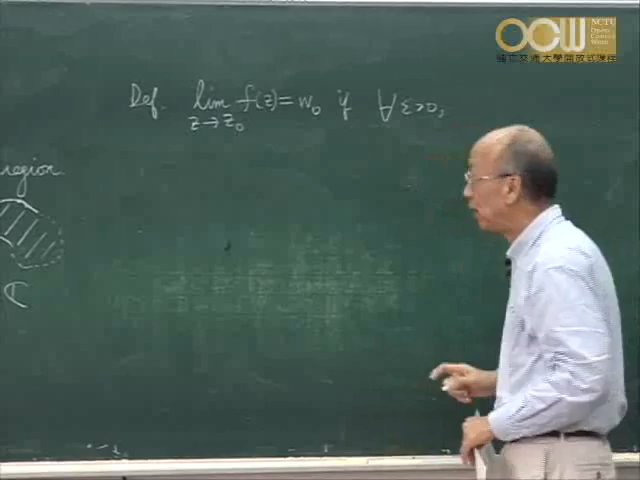 OCW
NCTU
Open
Course
Ware
國立交通大學開放式課程
Def. lim f(z) = w₀ if ∀ ε>0,
z→z₀
region.
ℂ